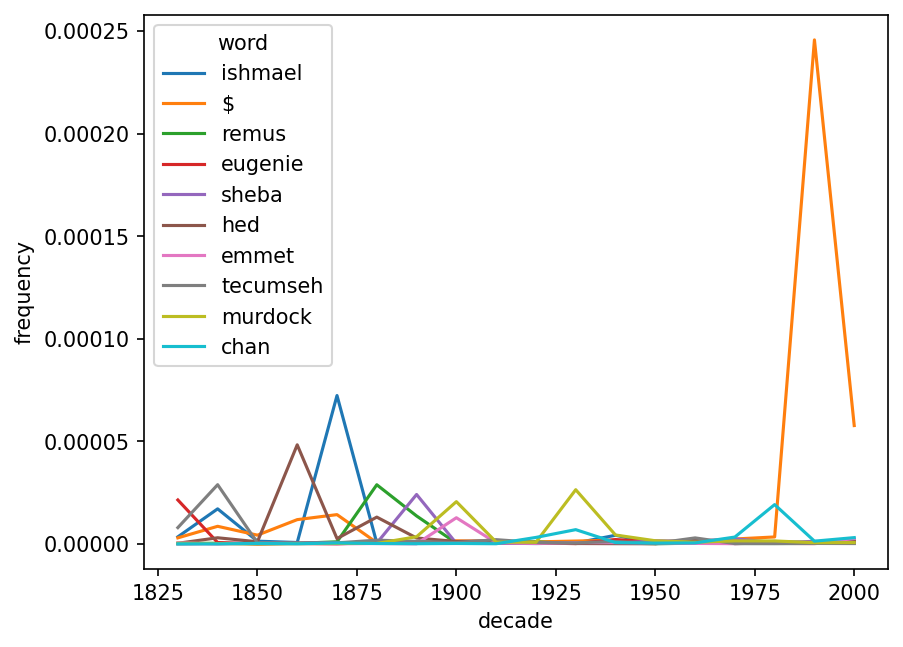 0.00025
0.00020
0.00015
0.00010
0.00005
0.00000
frequency
word
ishmael
$
remus
eugenie
sheba
hed
emmet
tecumseh
murdock
chan
1825 1850 1875 1900 1925 1950 1975 2000
decade